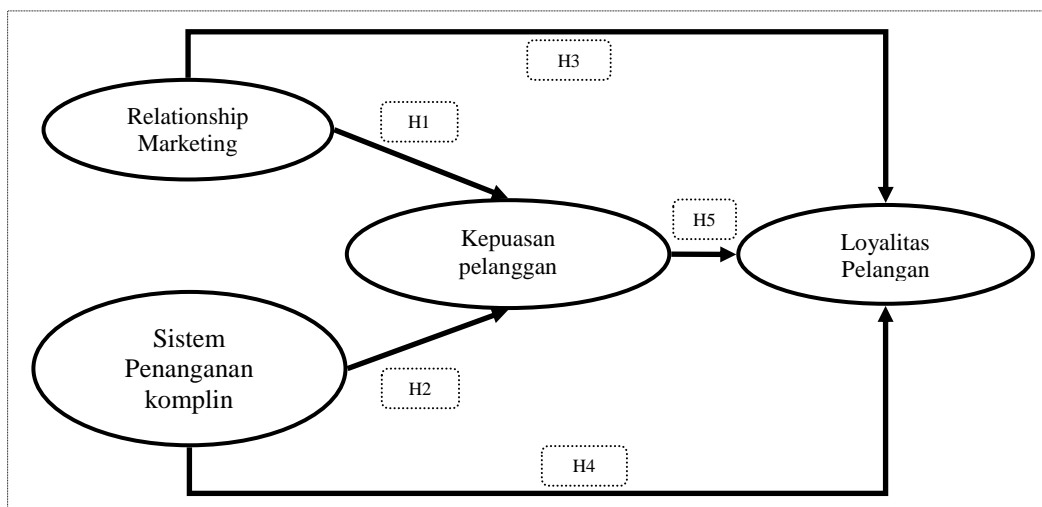 H3
Relationship
Marketing
H1
Kepuasan
pelanggan
H5
Loyalitas
Pelangan
Sistem
Penanganan
komplin
H2
H4